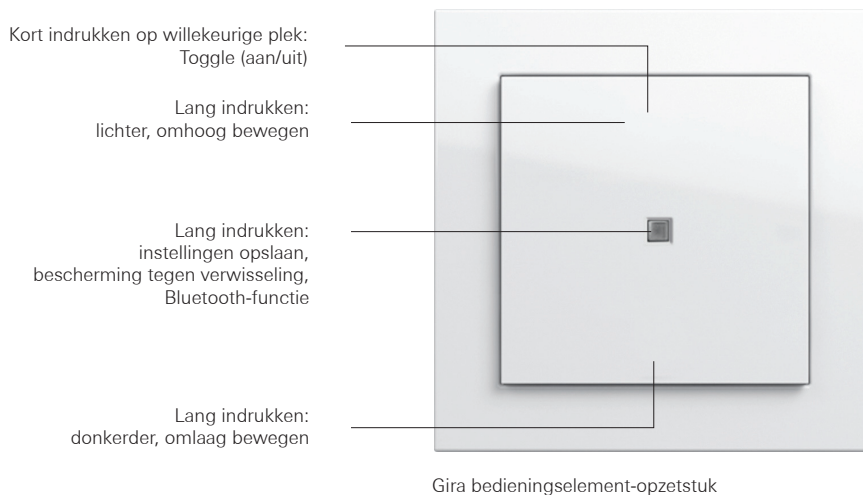 Kort indrukken op willekeurige plek:
Toggle (aan/uit)
Lang indrukken:
lichter, omhoog bewegen
Lang indrukken:
instellingen opslaan,
bescherming tegen verwisseling,
Bluetooth-functie
Lang indrukken:
donkerder, omlaag bewegen
Gira bedieningselement-opzetstuk